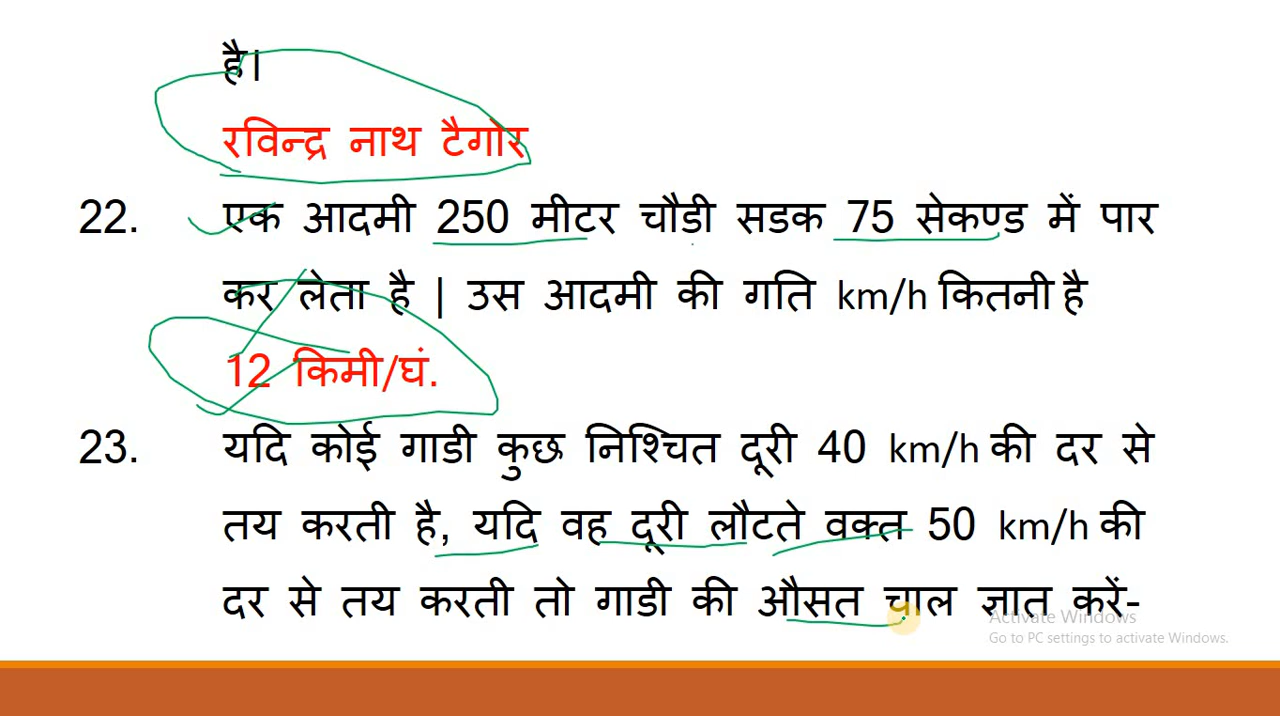 है।
रविन्द्र नाथ टैगोर
22. एक आदमी 250 मीटर चौडी सडक 75 सेकण्ड में पार
कर लेता है | उस आदमी की गति km/h कितनी है
12 किमी/घं.
23. यदि कोई गाडी कुछ निश्चित दूरी 40 km/h की दर से
तय करती है, यदि वह दूरी लौटते वक्त 50 km/h की
दर से तय करती तो गाडी की औसत चाल ज्ञात करें-
Activate Windows
Go to PC settings to activate Windows.